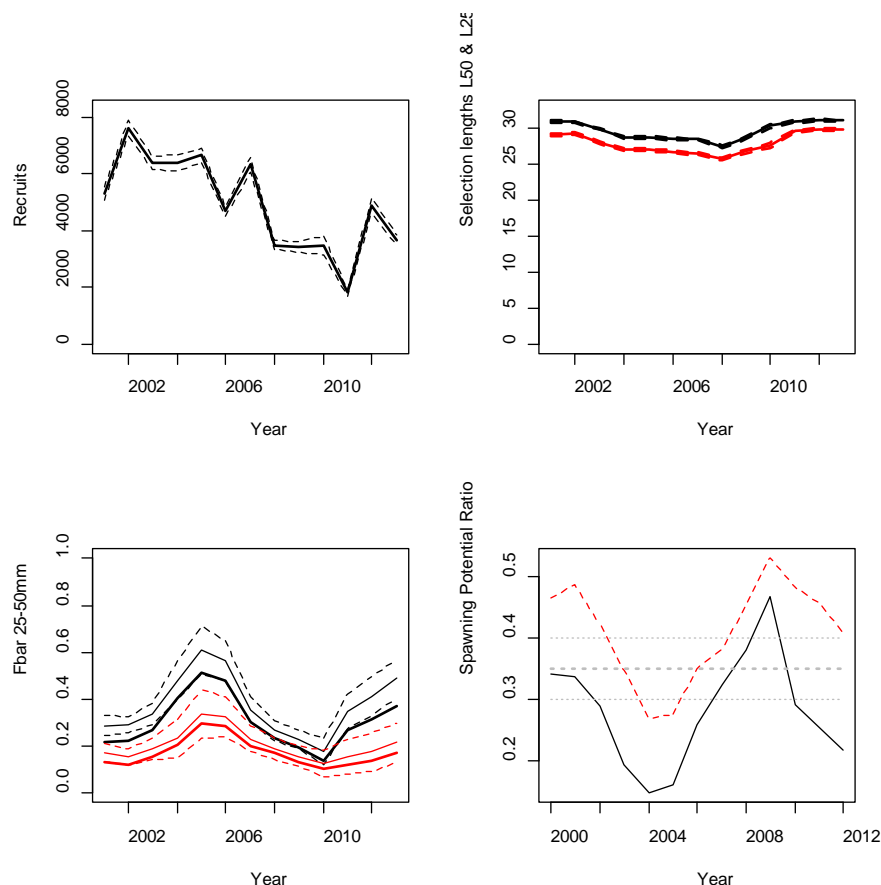 Recruits
8000
6000
4000
2000
0
2002 2006 2010
Year
Selection lengths L50 & L25
30
25
20
15
10
5
0
2002 2006 2010
Year
Fbar 25-50mm
1.0
0.8
0.6
0.4
0.2
0.0
2002 2006 2010
Year
Spawning Potential Ratio
0.5
0.4
0.3
0.2
2000 2004 2008 2012
Year